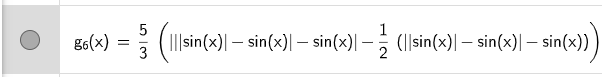 g₆(x) = 5/3 (|||sin(x)| – sin(x)| – sin(x)| – 1/2 (||sin(x)| – sin(x)| – sin(x)))